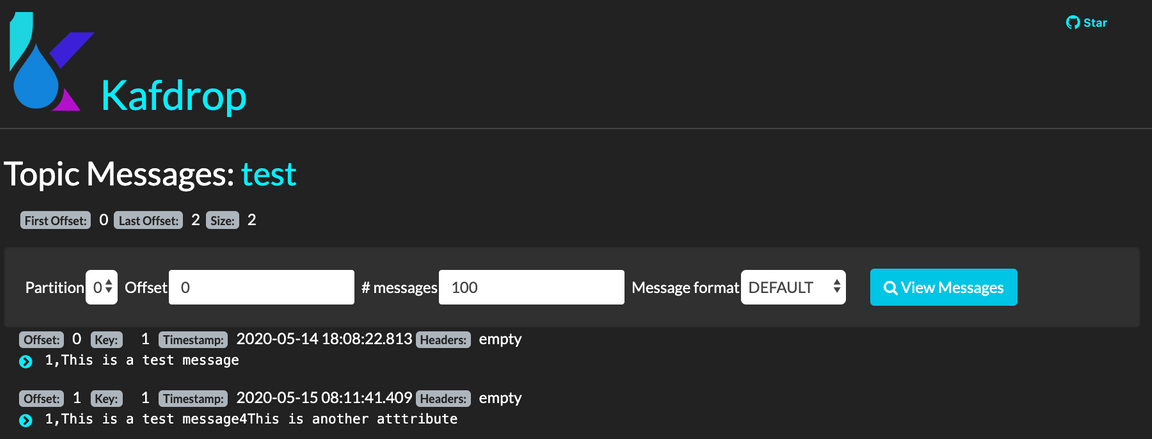 Star
Kafdrop
Topic Messages: test
First Offset: 0 Last Offset: 2 Size: 2
Partition 0 Offset 0 # messages 100 Message format DEFAULT View Messages
Offset: 0 Key: 1 Timestamp: 2020-05-14 18:08:22.813 Headers: empty
1,This is a test message
Offset: 1 Key: 1 Timestamp: 2020-05-15 08:11:41.409 Headers: empty
1,This is a test message4This is another atttribute